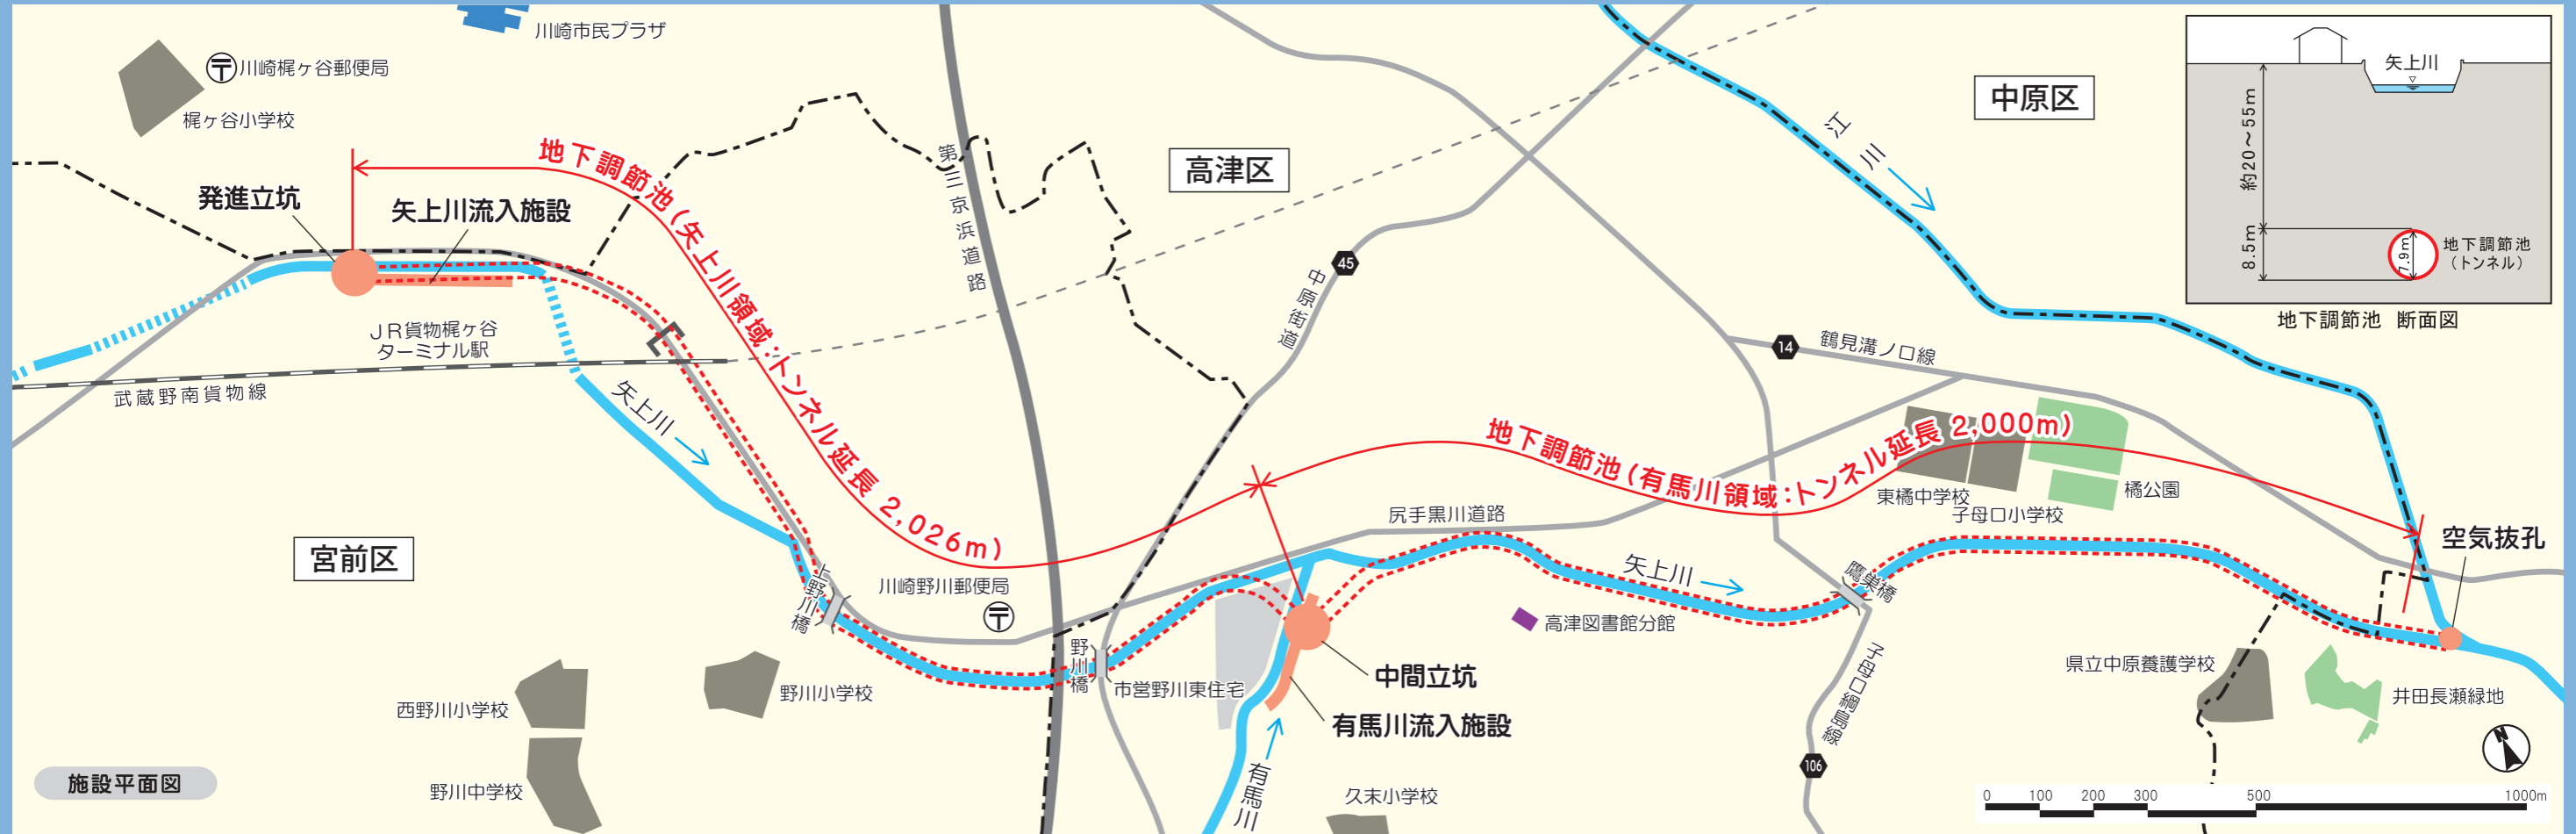 川崎市民プラザ
川崎梶ヶ谷郵便局
梶ヶ谷小学校
発進立坑
矢上川流入施設
地下調節池(矢上川領域:トンネル延長 2,026m)
第三京浜道路
高津区
中原区
江川
矢上川
約20~55m
8.5m
7.9m
地下調節池
(トンネル)
地下調節池 断面図
45
中原街道
14
鶴見溝ノ口線
JR貨物梶ヶ谷
ターミナル駅
武蔵野南貨物線
矢上川
地下調節池(有馬川領域:トンネル延長 2,000m)
東橘中学校
子母口小学校
橘公園
尻手黒川道路
空気抜孔
宮前区
上野川橋
川崎野川郵便局
矢上川
鷹巣橋
高津図書館分館
野川橋
市営野川東住宅
中間立坑
有馬川流入施設
子母口綱島線
県立中原養護学校
井田長瀬緑地
西野川小学校
野川小学校
野川中学校
有馬川
久末小学校
106
N
施設平面図
0 100 200 300 500 1000m